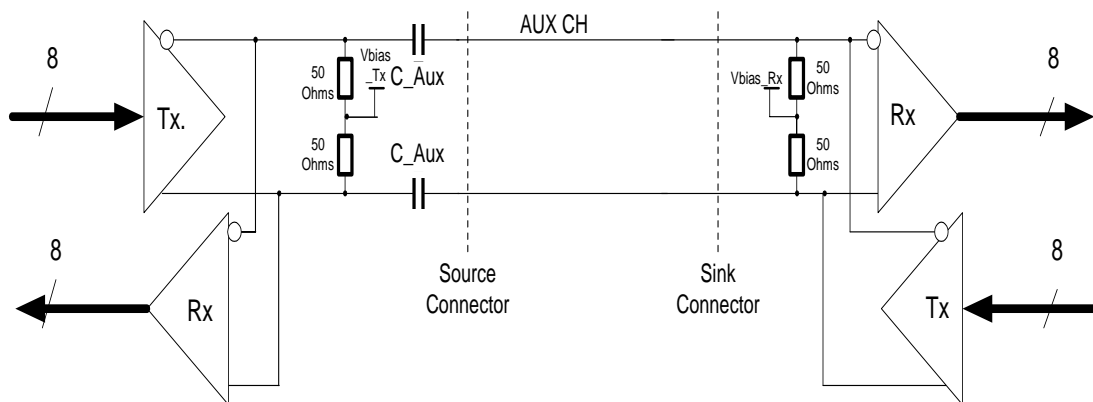 AUX CH
8
Tx.
50
Ohms
Vbias
_Tx
C_Aux
50
Ohms
C_Aux
Vbias_Rx
50
Ohms
50
Ohms
Rx
8
8
Rx
Source
Connector
Sink
Connector
Tx
8